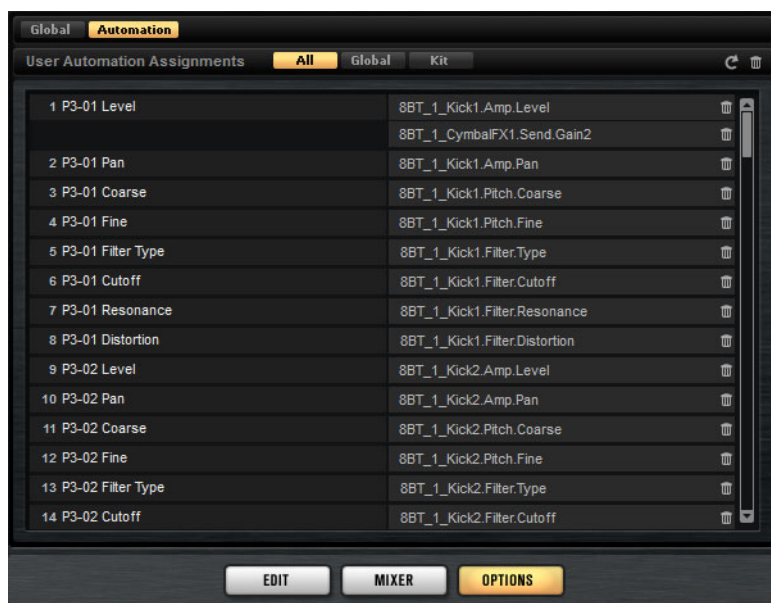 Global Automation
User Automation Assignments All Global Kit
1 P3-01 Level 8BT_1_Kick1.Amp.Level
8BT_1_CymbalFX1.Send.Gain2
2 P3-01 Pan 8BT_1_Kick1.Amp.Pan
3 P3-01 Coarse 8BT_1_Kick1.Pitch.Coarse
4 P3-01 Fine 8BT_1_Kick1.Pitch.Fine
5 P3-01 Filter Type 8BT_1_Kick1.Filter.Type
6 P3-01 Cutoff 8BT_1_Kick1.Filter.Cutoff
7 P3-01 Resonance 8BT_1_Kick1.Filter.Resonance
8 P3-01 Distortion 8BT_1_Kick1.Filter.Distortion
9 P3-02 Level 8BT_1_Kick2.Amp.Level
10 P3-02 Pan 8BT_1_Kick2.Amp.Pan
11 P3-02 Coarse 8BT_1_Kick2.Pitch.Coarse
12 P3-02 Fine 8BT_1_Kick2.Pitch.Fine
13 P3-02 Filter Type 8BT_1_Kick2.Filter.Type
14 P3-02 Cutoff 8BT_1_Kick2.Filter.Cutoff
EDIT MIXER OPTIONS